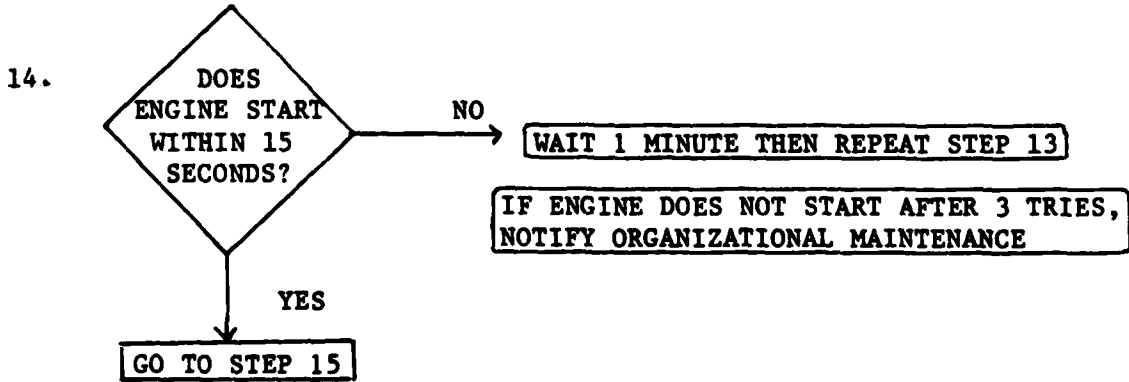 14.
DOES
ENGINE START
WITHIN 15
SECONDS?
NO
WAIT 1 MINUTE THEN REPEAT STEP 13
IF ENGINE DOES NOT START AFTER 3 TRIES,
NOTIFY ORGANIZATIONAL MAINTENANCE
YES
GO TO STEP 15